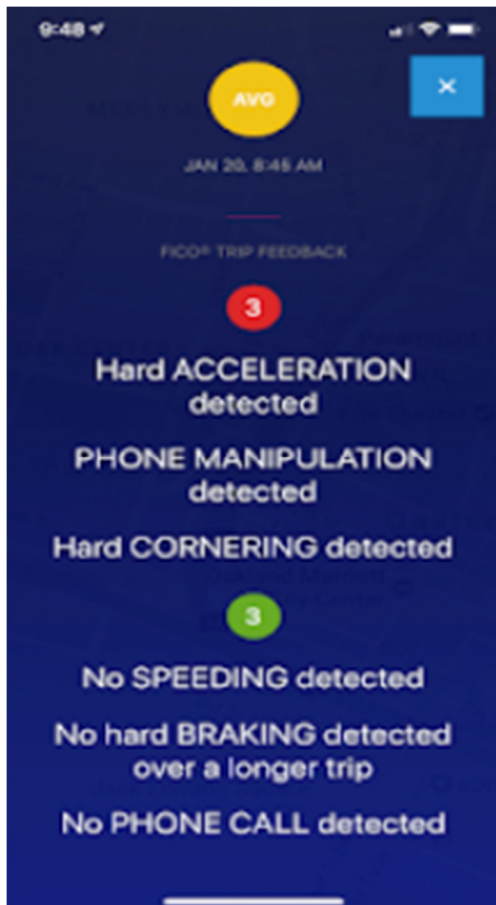 9:48
AVG
×
JAN 20, 8:45 AM
FICO® TRIP FEEDBACK
3
Hard ACCELERATION
detected
PHONE MANIPULATION
detected
Hard CORNERING detected
3
No SPEEDING detected
No hard BRAKING detected
over a longer trip
No PHONE CALL detected